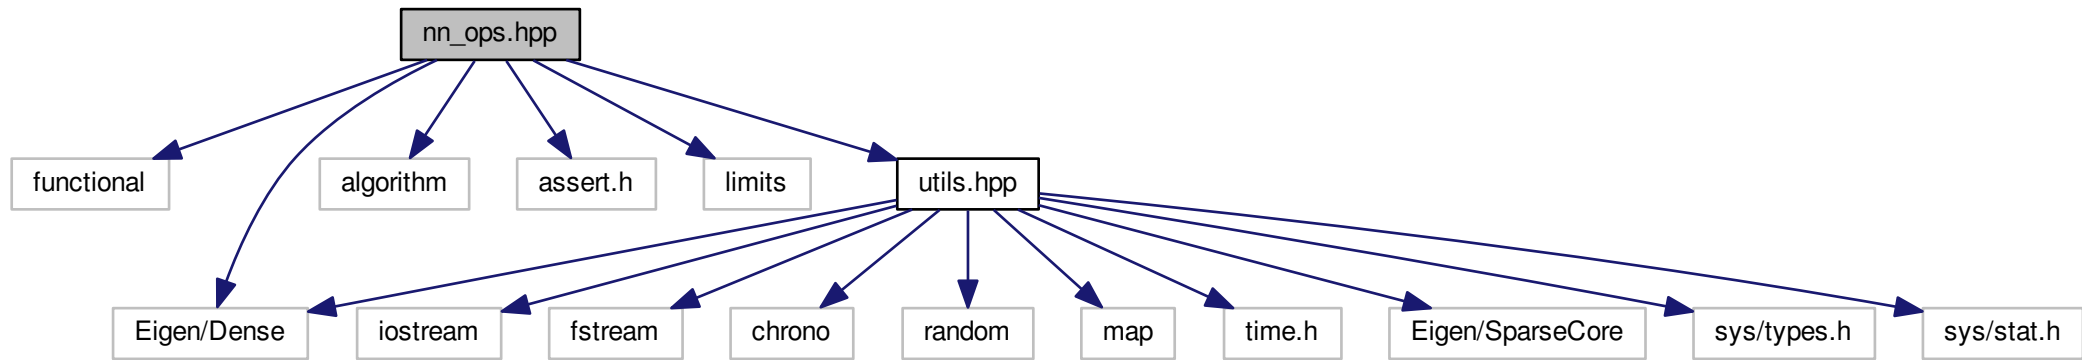 nn_ops.hpp
functional
algorithm
assert.h
limits
utils.hpp
Eigen/Dense
iostream
fstream
chrono
random
map
time.h
Eigen/SparseCore
sys/types.h
sys/stat.h